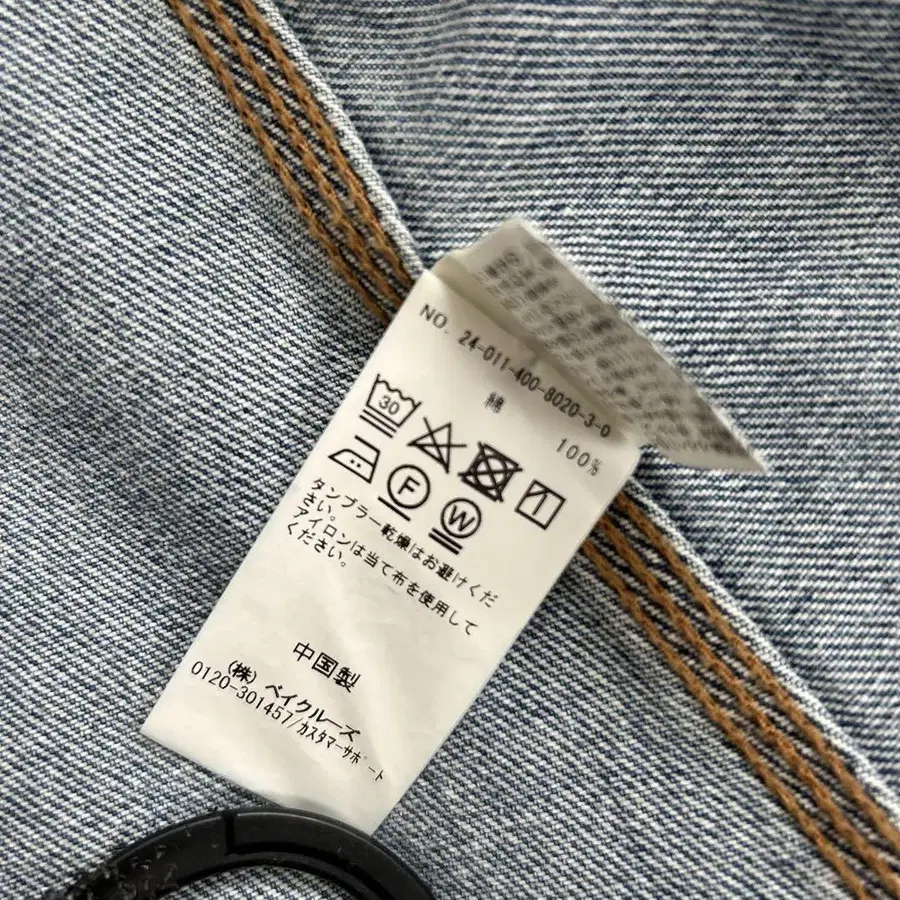 NO. 24-011-400-8020-3-0
綿 100%
30
F W
タンブラー乾燥はお避けくだ
さい。
アイロンは当て布を使用して
ください。
中国製
(株) ベイクルーズ
0120-301457/カスタマーサポート